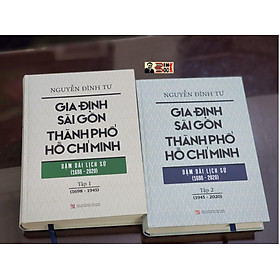 NGUYỄN ĐÌNH TƯ
GIA ĐỊNH
SÀI GÒN
THÀNH PHỐ
HỒ CHÍ MINH
DẶM DÀI LỊCH SỬ
(1698 - 2020)
Tập 1
(1698 - 1945)
NGUYỄN ĐÌNH TƯ
GIA ĐỊNH
SÀI GÒN
THÀNH PHỐ
HỒ CHÍ MINH
DẶM DÀI LỊCH SỬ
(1698 - 2020)
Tập 2
(1945 - 2020)